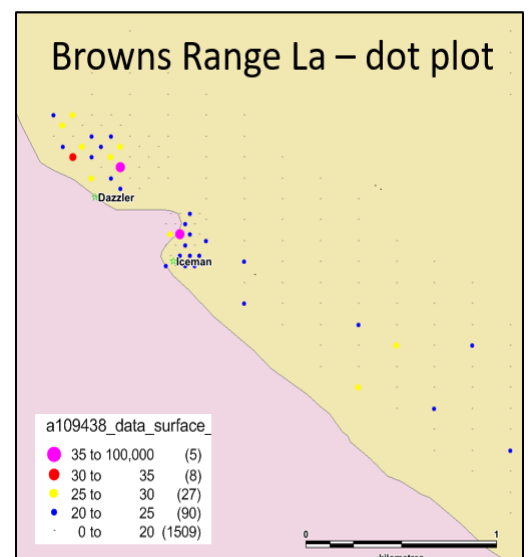 Browns Range La – dot plot
Dazzler
Iceman
a109438_data_surface_
35 to 100,000 (5)
30 to 35 (8)
25 to 30 (27)
20 to 25 (90)
0 to 20 (1509)
0 1
kilometres